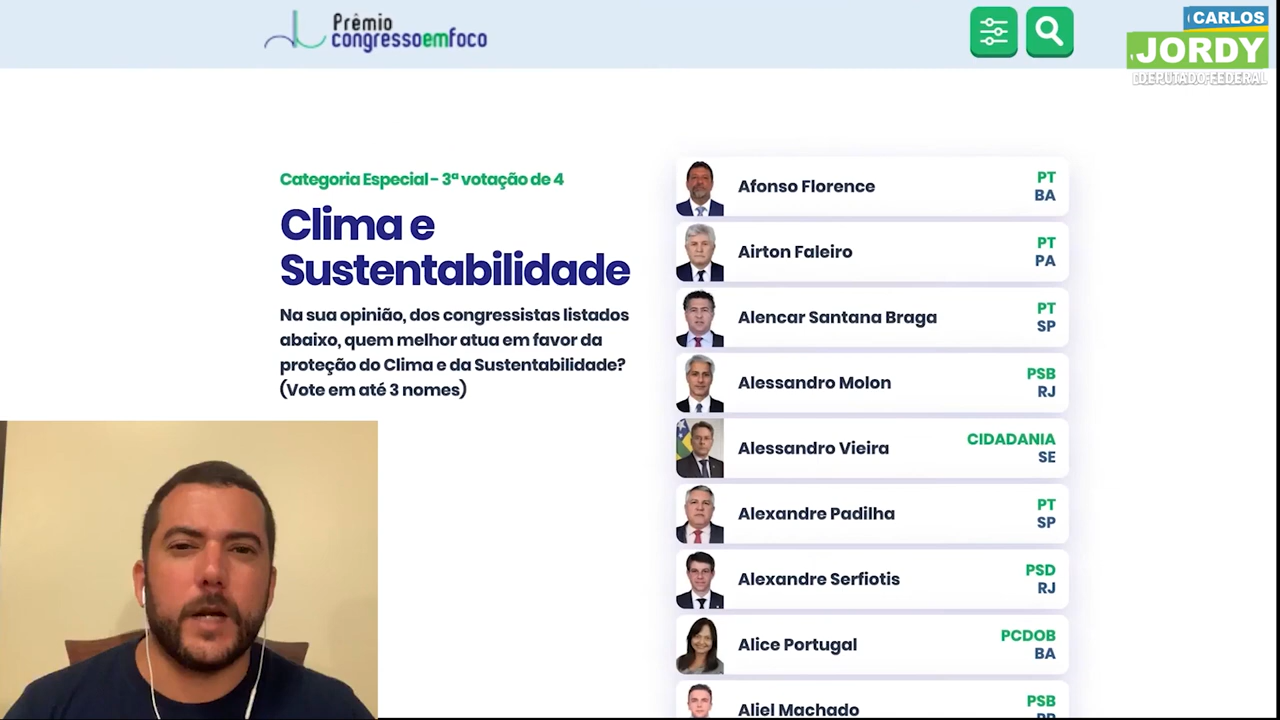 Prêmio
congressoemfoco
CARLOS
JORDY
DEPUTADO FEDERAL
Categoria Especial - 3ª votação de 4
Clima e
Sustentabilidade
Na sua opinião, dos congressistas listados
abaixo, quem melhor atua em favor da
proteção do Clima e da Sustentabilidade?
(Vote em até 3 nomes)
Afonso Florence
PT
BA
Airton Faleiro
PT
PA
Alencar Santana Braga
PT
SP
Alessandro Molon
PSB
RJ
Alessandro Vieira
CIDADANIA
SE
Alexandre Padilha
PT
SP
Alexandre Serfiotis
PSD
RJ
Alice Portugal
PCDOB
BA
Aliel Machado
PSB